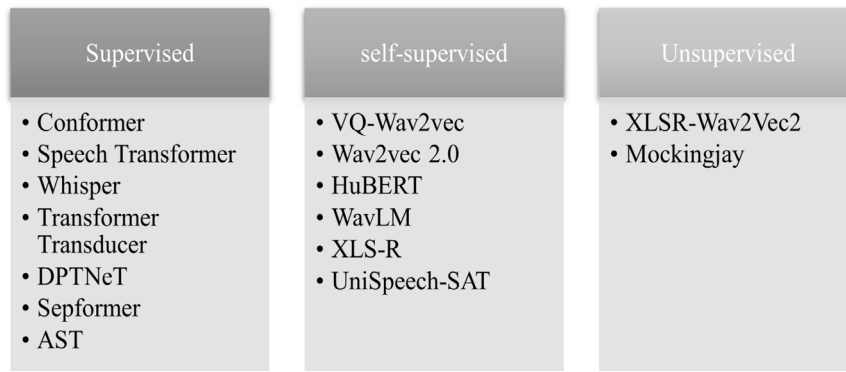 Supervised
• Conformer
• Speech Transformer
• Whisper
• Transformer
Transducer
• DPTNeT
• Sepformer
• AST
self-supervised
• VQ-Wav2vec
• Wav2vec 2.0
• HuBERT
• WavLM
• XLS-R
• UniSpeech-SAT
Unsupervised
• XLSR-Wav2Vec2
• Mockingjay